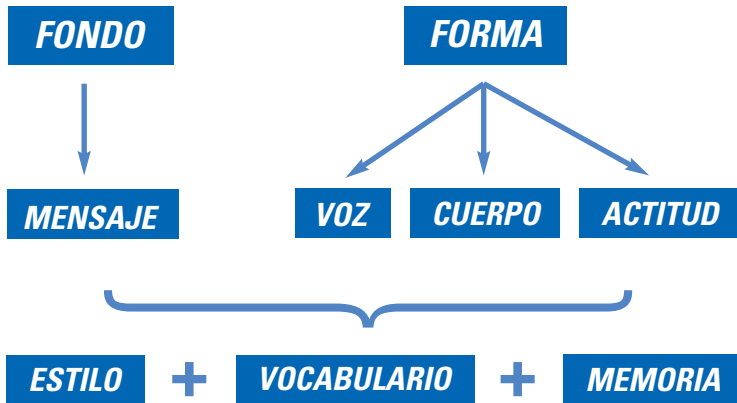 FONDO FORMA
MENSAJE VOZ CUERPO ACTITUD
ESTILO + VOCABULARIO + MEMORIA